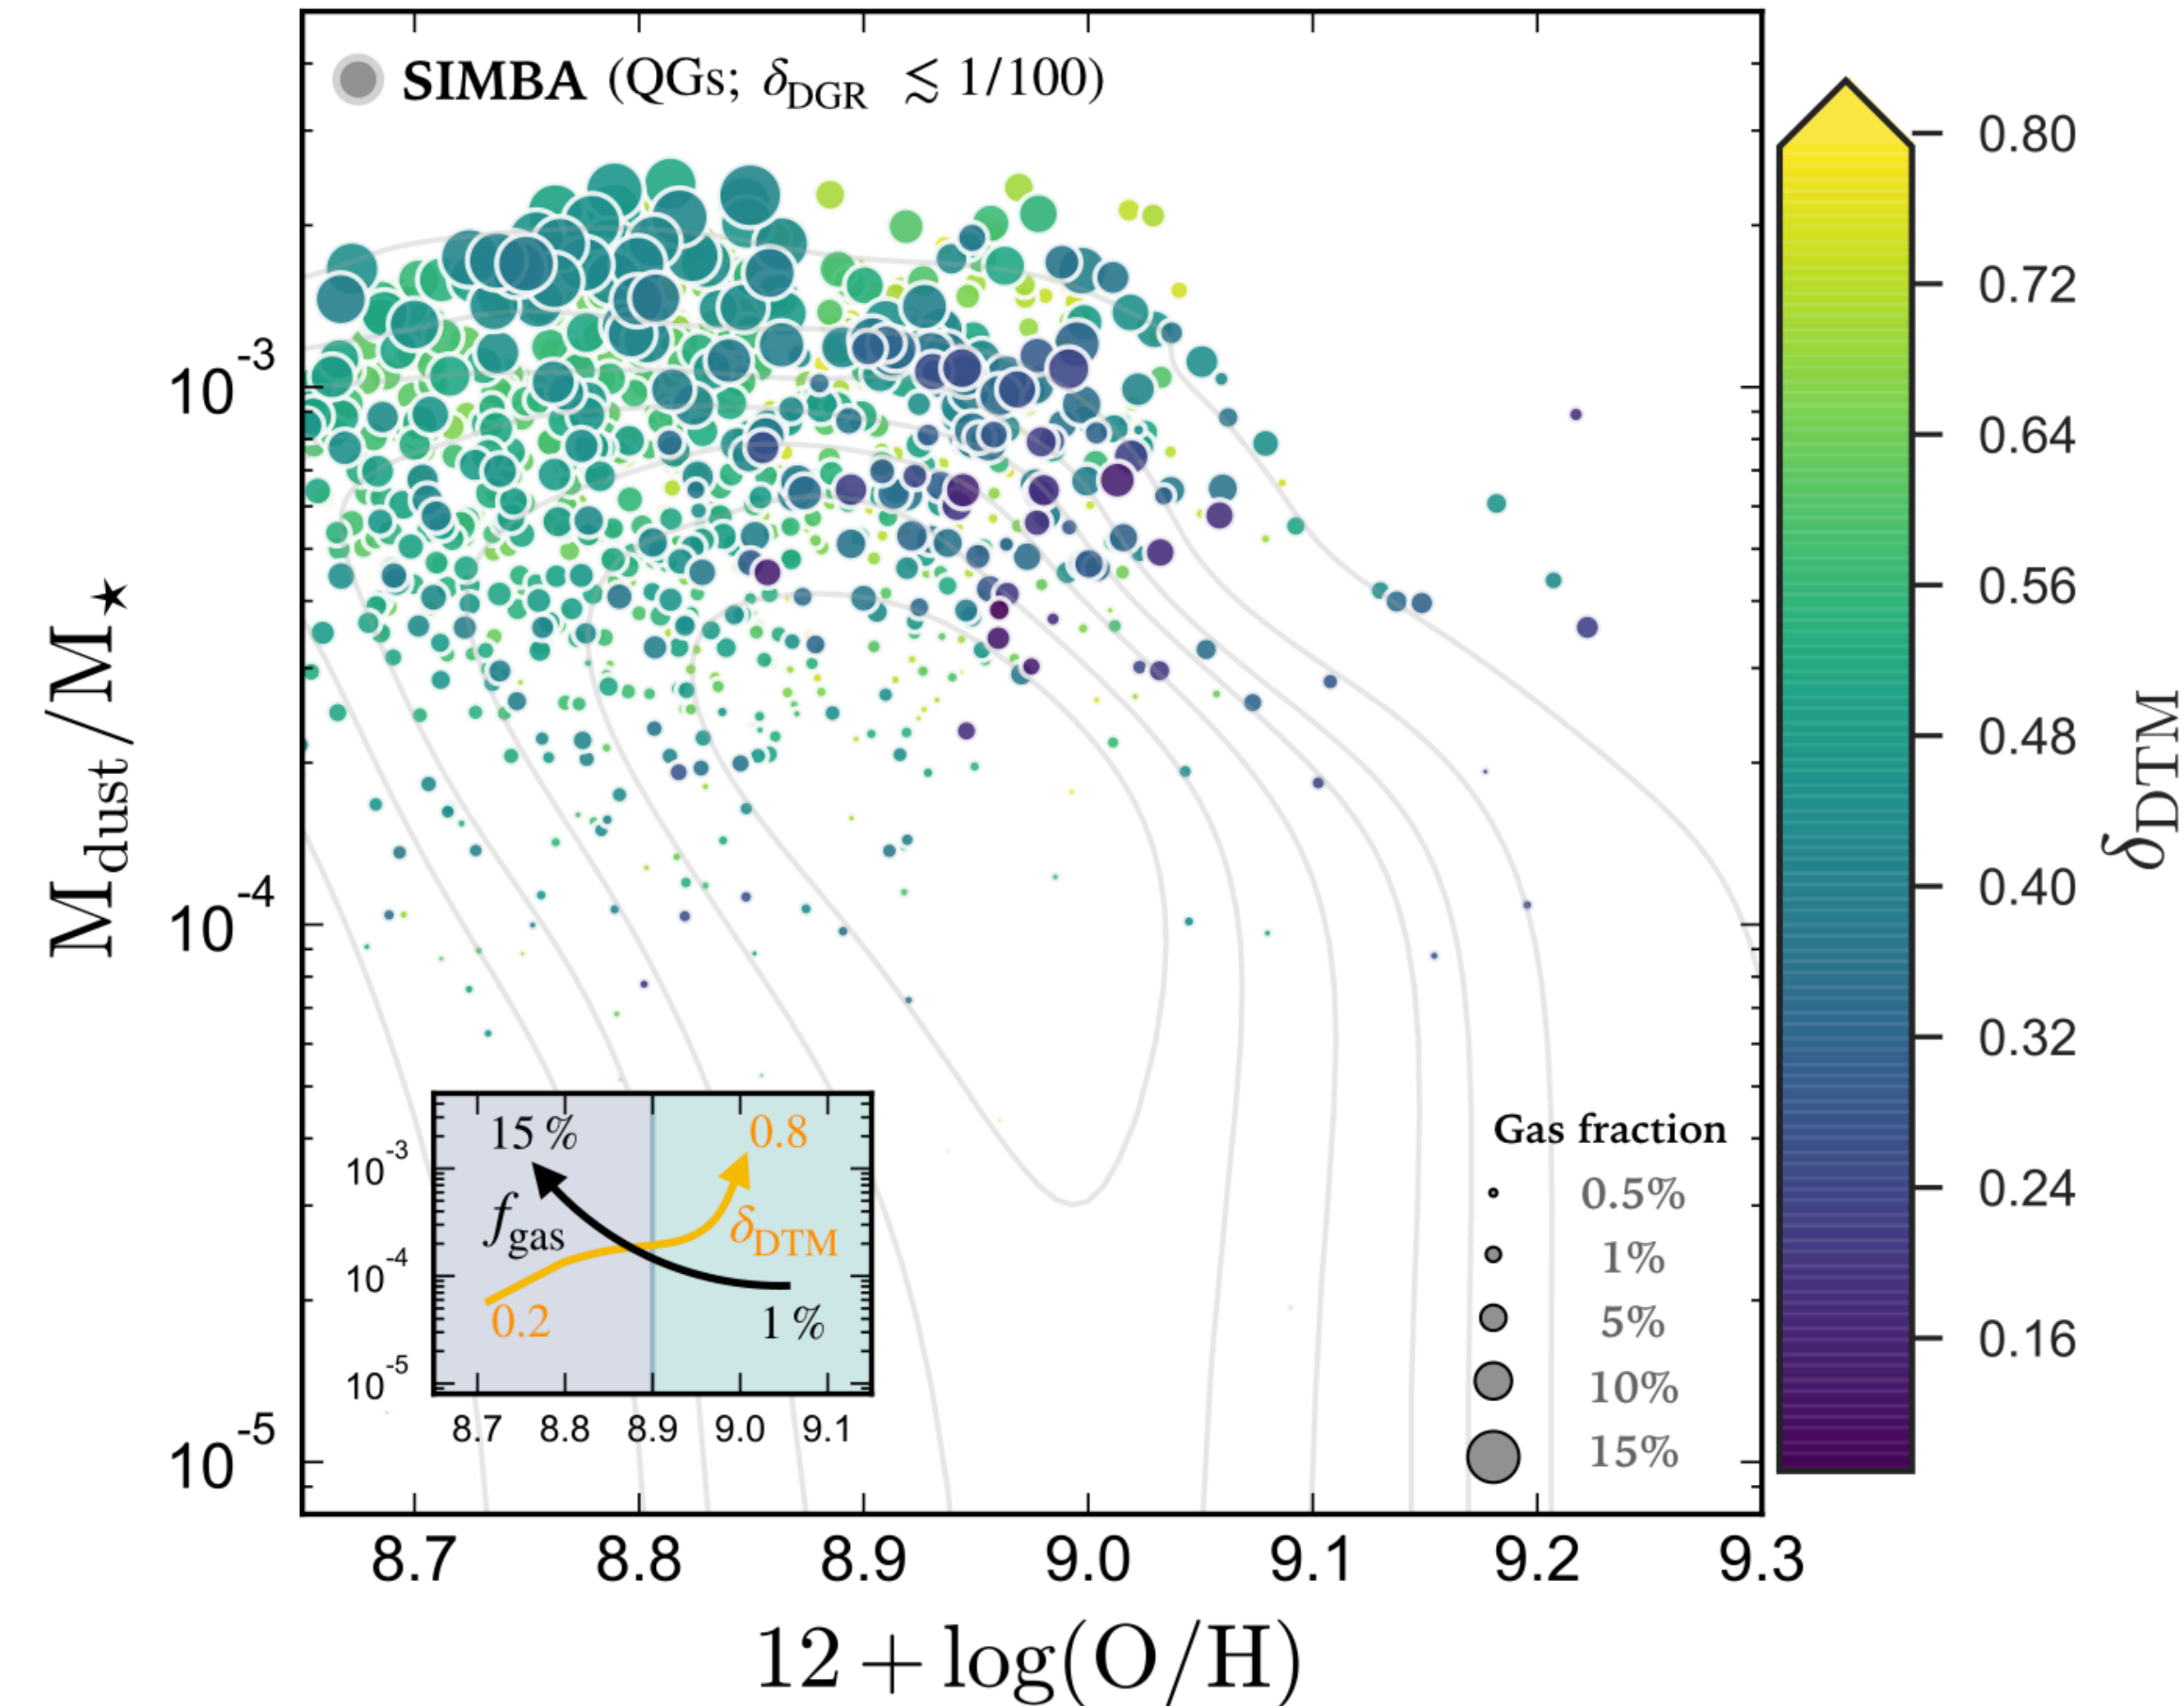 SIMBA (QGs; δDGR ≲ 1/100)
Mdust/M★
10-3
10-4
10-5
8.7 8.8 8.9 9.0 9.1 9.2 9.3
12 + log(O/H)
15 %
0.8
fgas
δDTM
0.2
1 %
10-3
10-4
10-5
8.7 8.8 8.9 9.0 9.1
Gas fraction
0.5%
1%
5%
10%
15%
0.80
0.72
0.64
0.56
0.48
0.40
0.32
0.24
0.16
δDTM